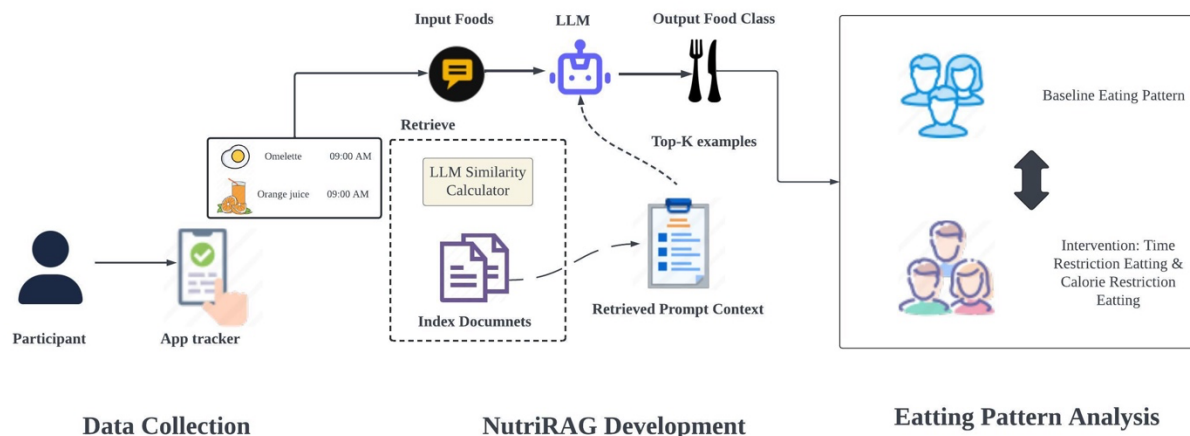 Input Foods
LLM
Output Food Class
Retrieve
Omelette 09:00 AM
Orange juice 09:00 AM
LLM Similarity
Calculator
Top-K examples
Index Documnets
Retrieved Prompt Context
Participant
App tracker
Baseline Eating Pattern
Intervention: Time
Restriction Eatting &
Calorie Restriction
Eatting
Data Collection
NutriRAG Development
Eatting Pattern Analysis